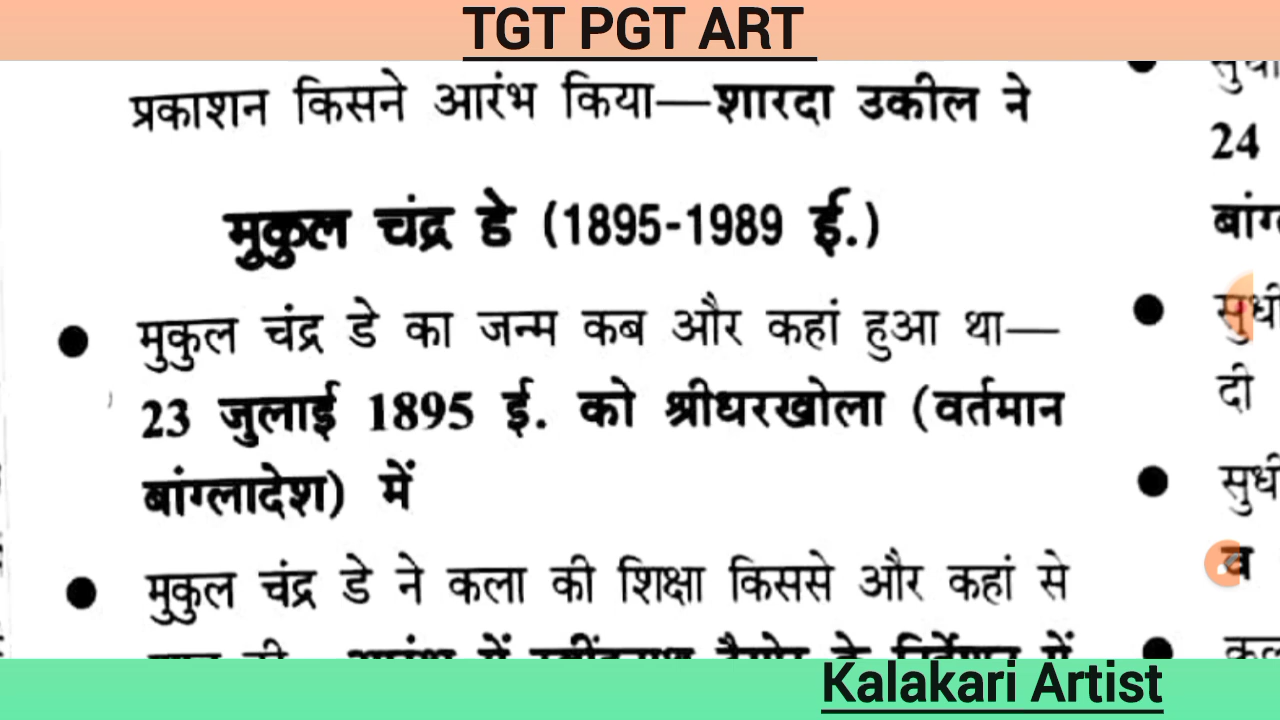 TGT PGT ART
प्रकाशन किसने आरंभ किया—शारदा उकील ने
मुकुल चंद्र डे (1895-1989 ई.)
● मुकुल चंद्र डे का जन्म कब और कहां हुआ था—
23 जुलाई 1895 ई. को श्रीधरखोला (वर्तमान
बांग्लादेश) में
● मुकुल चंद्र डे ने कला की शिक्षा किससे और कहां से
24
दी
व
Kalakari Artist